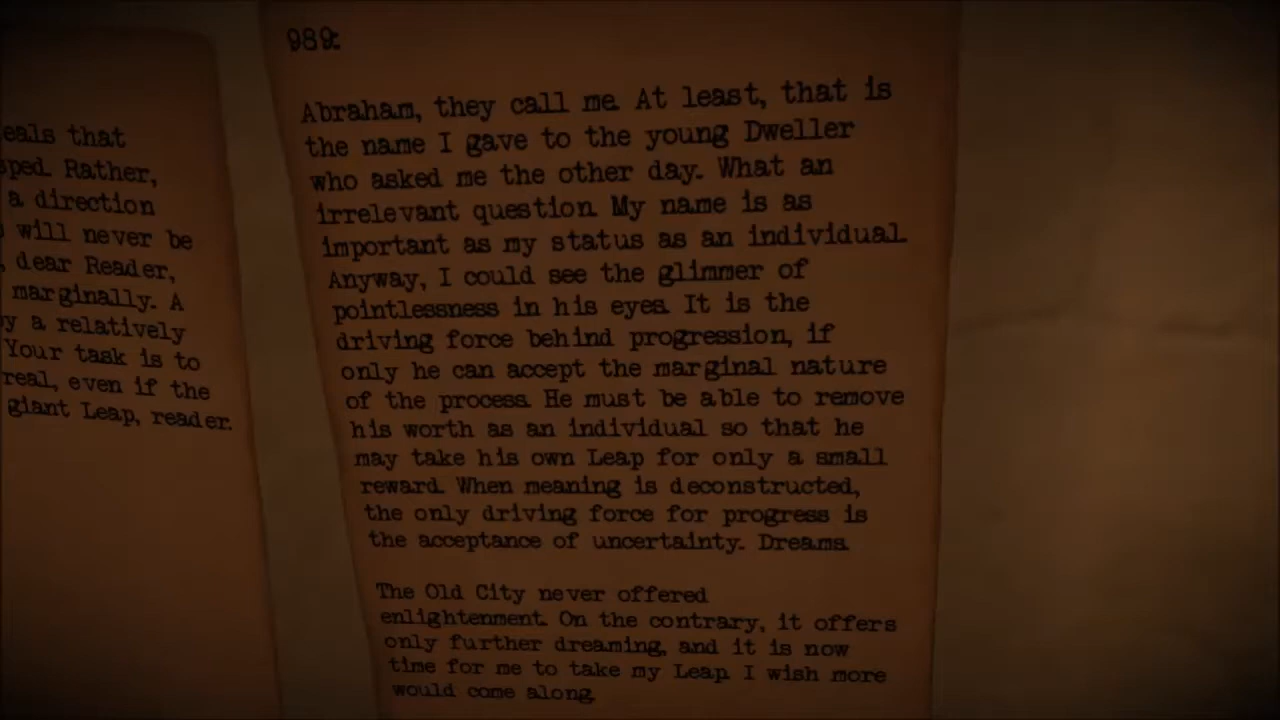 eals that
sped. Rather,
a direction
will never be
, dear Reader,
marginally. A
y a relatively
Your task is to
real, even if the
giant Leap, reader.
989:
Abraham, they call me. At least, that is
the name I gave to the young Dweller
who asked me the other day. What an
irrelevant question. My name is as
important as my status as an individual.
Anyway, I could see the glimmer of
pointlessness in his eyes. It is the
driving force behind progression, if
only he can accept the marginal nature
of the process. He must be able to remove
his worth as an individual so that he
may take his own Leap for only a small
reward. When meaning is deconstructed,
the only driving force for progress is
the acceptance of uncertainty. Dreams.
The Old City never offered
enlightenment. On the contrary, it offers
only further dreaming, and it is now
time for me to take my Leap. I wish more
would come along.